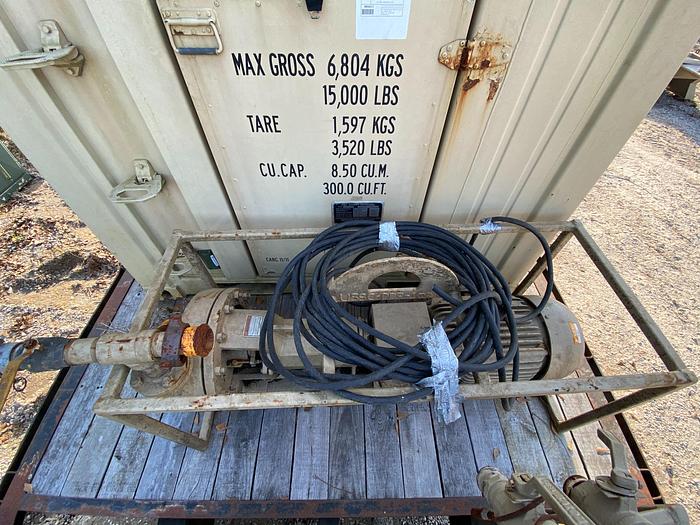 MAX GROSS 6,804 KGS
15,000 LBS
TARE 1,597 KGS
3,520 LBS
CU.CAP. 8.50 CU.M.
300.0 CU.FT.